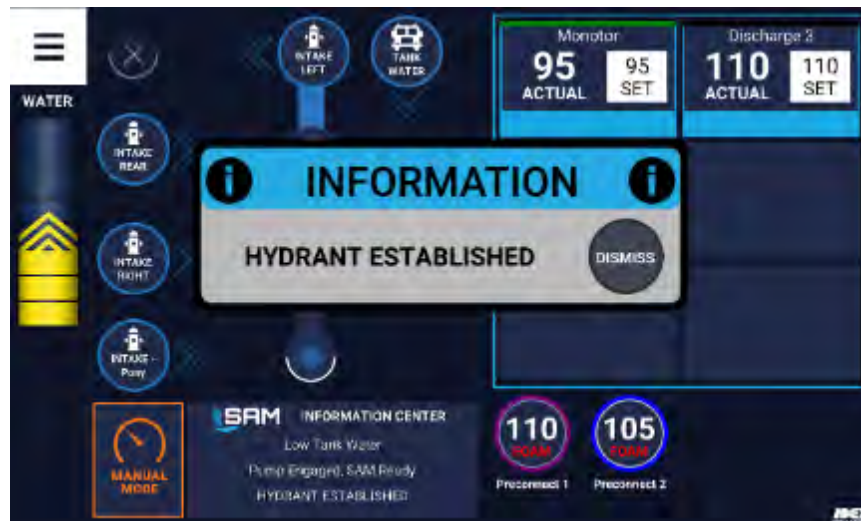 WATER
INTAKE
LEFT
TANK
WATER
INTAKE
REAR
INTAKE
RIGHT
INTAKE -
Pony
Monotor
95
ACTUAL
95
SET
Discharge 3
110
ACTUAL
110
SET
i INFORMATION i
HYDRANT ESTABLISHED
DISMISS
MANUAL
MODE
SAM INFORMATION CENTER
Low Tank Water
Pump Engaged, SAM Ready
HYDRANT ESTABLISHED
110
FOAM
Preconnect 1
105
FOAM
Preconnect 2